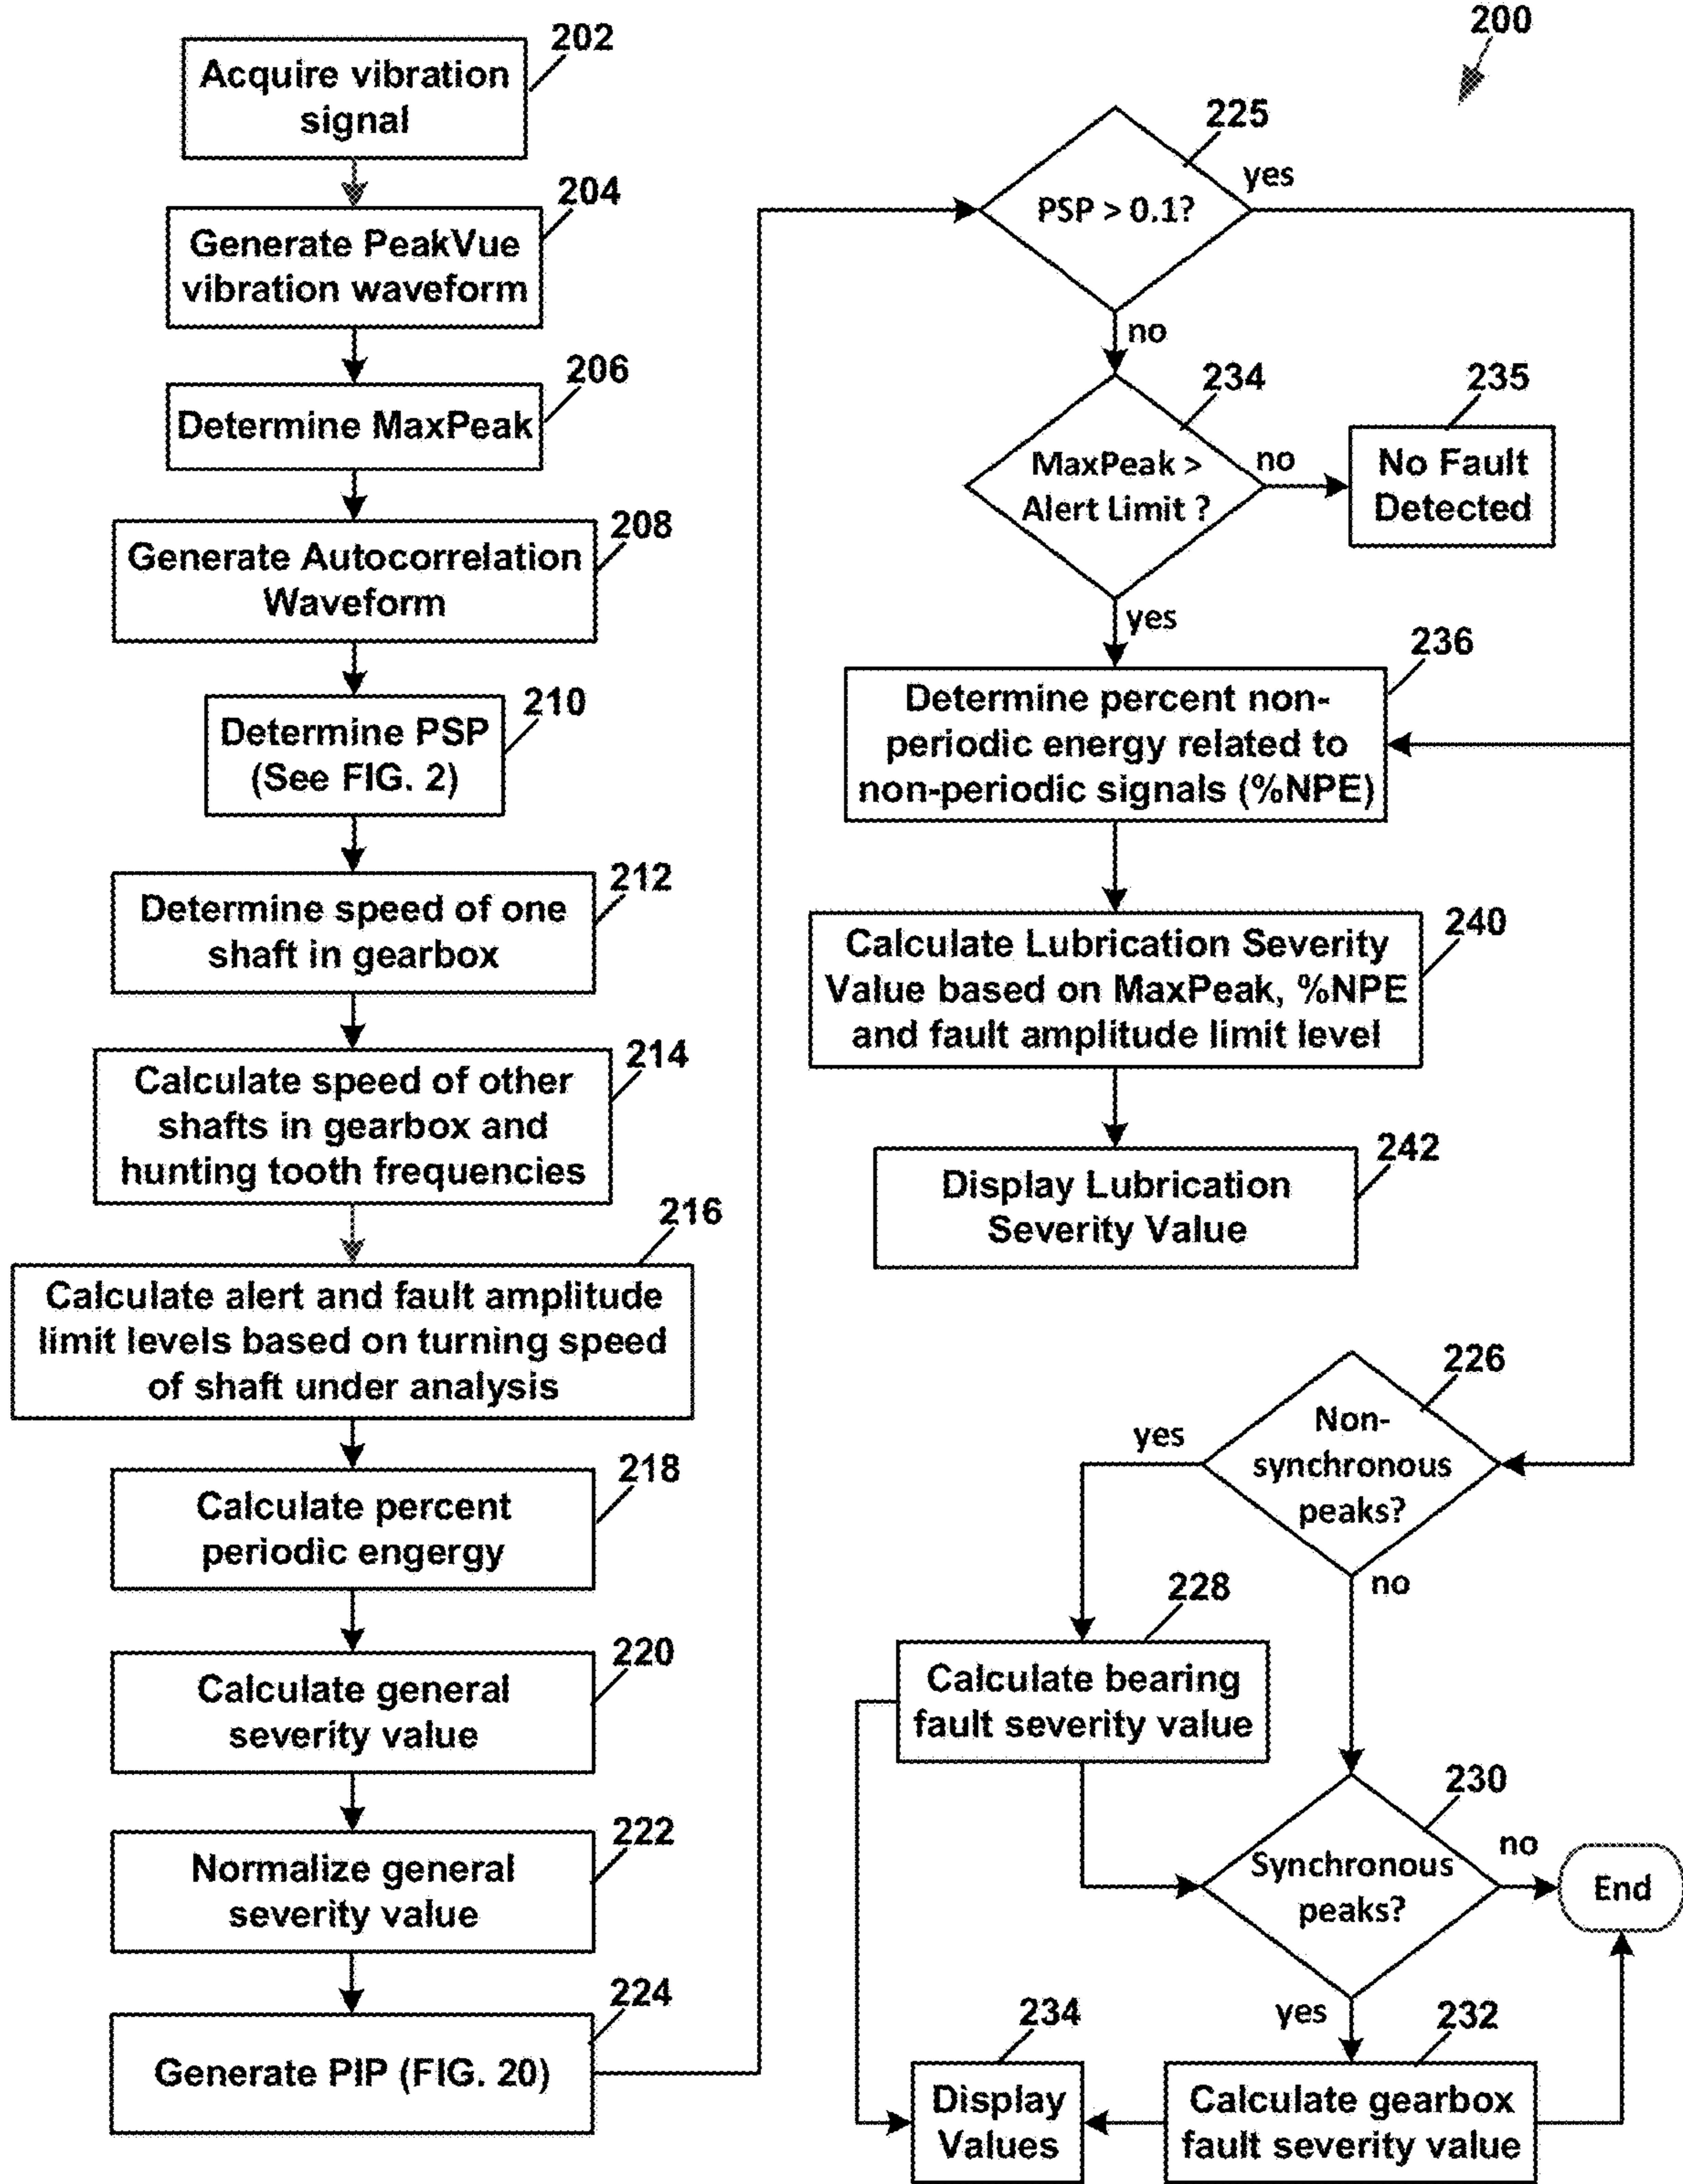 200
202
Acquire vibration
signal
204
Generate PeakVue
vibration waveform
206
Determine MaxPeak
208
Generate Autocorrelation
Waveform
210
Determine PSP
(See FIG. 2)
212
Determine speed of one
shaft in gearbox
214
Calculate speed of other
shafts in gearbox and
hunting tooth frequencies
216
Calculate alert and fault amplitude
limit levels based on turning speed
of shaft under analysis
218
Calculate percent
periodic engergy
220
Calculate general
severity value
222
Normalize general
severity value
224
Generate PIP (FIG. 20)
225
PSP > 0.1?
yes
no
234
MaxPeak >
Alert Limit ?
no
235
No Fault
Detected
yes
236
Determine percent non-
periodic energy related to
non-periodic signals (%NPE)
240
Calculate Lubrication Severity
Value based on MaxPeak, %NPE
and fault amplitude limit level
242
Display Lubrication
Severity Value
226
Non-
synchronous
peaks?
yes
no
228
Calculate bearing
fault severity value
230
Synchronous
peaks?
no
End
yes
232
Calculate gearbox
fault severity value
234
Display
Values